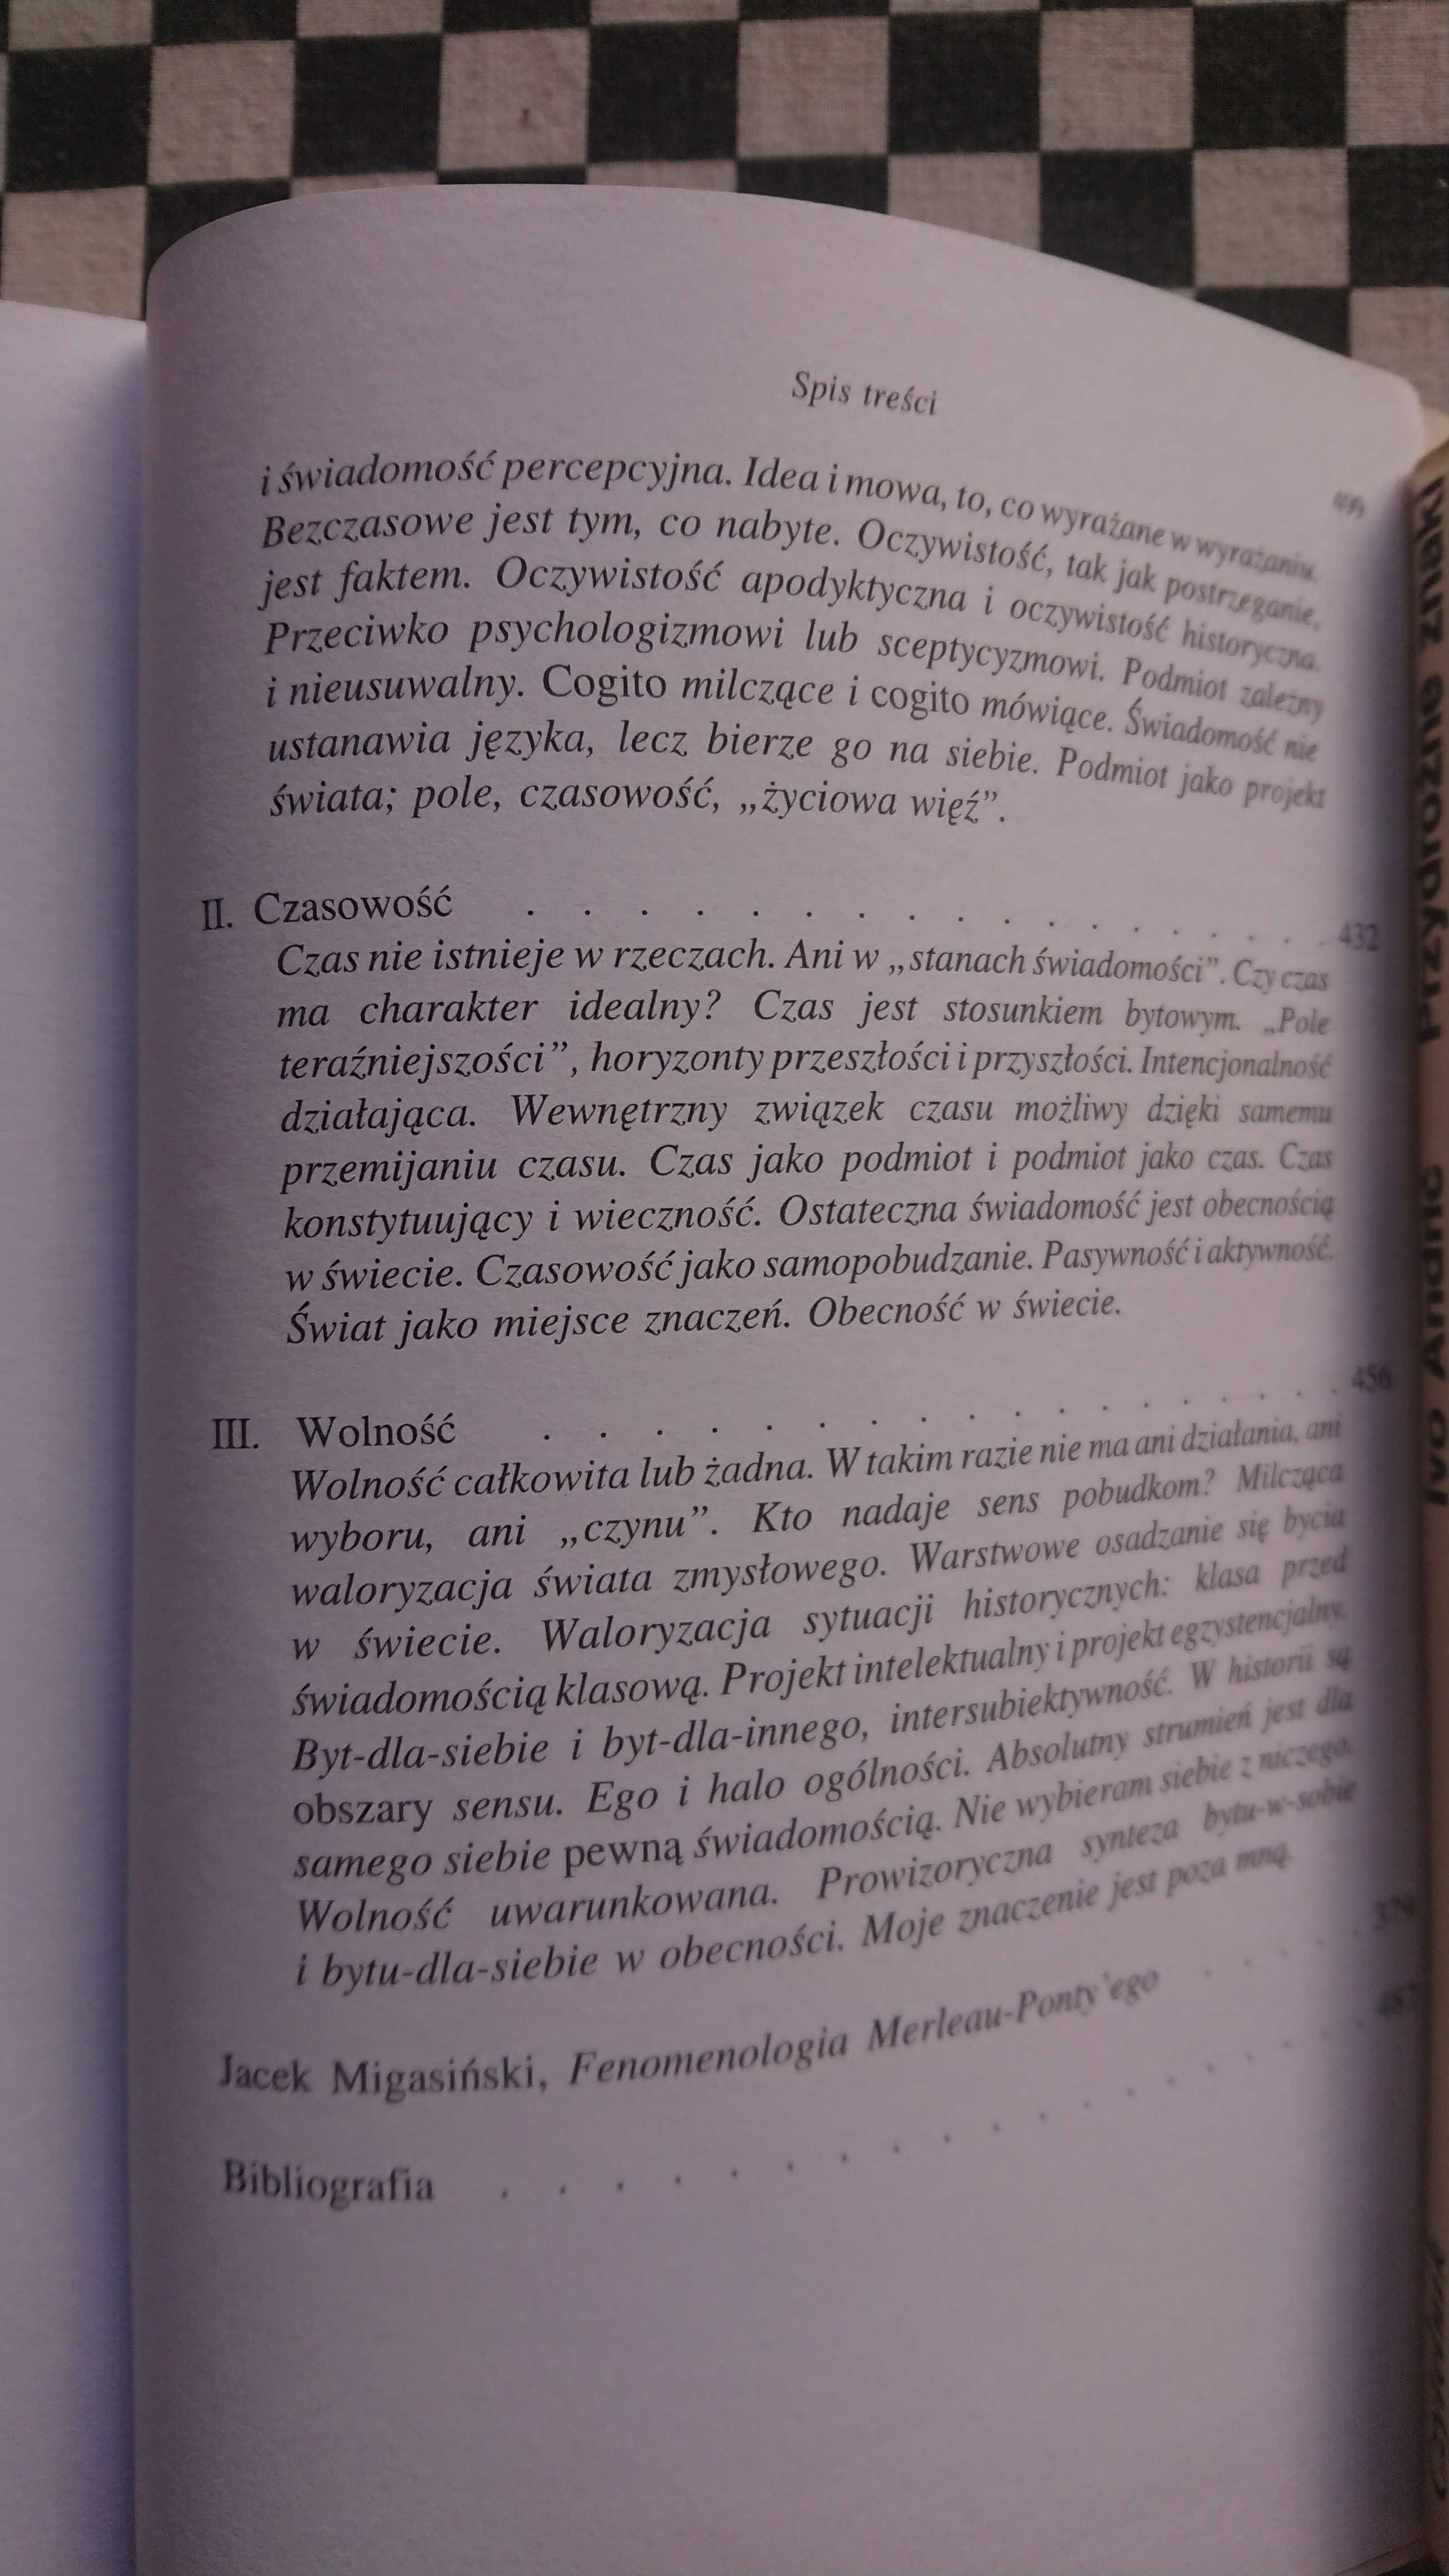 Spis treści
499
i świadomość percepcyjna. Idea i mowa, to, co wyrażane w wyrażaniu.
Bezczasowe jest tym, co nabyte. Oczywistość, tak jak postrzeganie,
jest faktem. Oczywistość apodyktyczna i oczywistość historyczna.
Przeciwko psychologizmowi lub sceptycyzmowi. Podmiot zależny
i nieusuwalny. Cogito milczące i cogito mówiące. Świadomość nie
ustanawia języka, lecz bierze go na siebie. Podmiot jako projekt
świata; pole, czasowość, „życiowa więź”.
II. Czasowość . . . . . . . . . . . . . . . . 432
Czas nie istnieje w rzeczach. Ani w „stanach świadomości”. Czy czas
ma charakter idealny? Czas jest stosunkiem bytowym. „Pole
teraźniejszości”, horyzonty przeszłości i przyszłości. Intencjonalność
działająca. Wewnętrzny związek czasu możliwy dzięki samemu
przemijaniu czasu. Czas jako podmiot i podmiot jako czas. Czas
konstytuujący i wieczność. Ostateczna świadomość jest obecnością
w świecie. Czasowość jako samopobudzanie. Pasywność i aktywność.
Świat jako miejsce znaczeń. Obecność w świecie.
III. Wolność . . . . . . . . . . . . . . . . 456
Wolność całkowita lub żadna. W takim razie nie ma ani działania, ani
wyboru, ani „czynu”. Kto nadaje sens pobudkom? Milcząca
waloryzacja świata zmysłowego. Warstwowe osadzanie się bycia
w świecie. Waloryzacja sytuacji historycznych: klasa przed
świadomością klasową. Projekt intelektualny i projekt egzystencjalny.
Byt-dla-siebie i byt-dla-innego, intersubiektywność. W historii są
obszary sensu. Ego i halo ogólności. Absolutny strumień jest dla
samego siebie pewną świadomością. Nie wybieram siebie z niczego.
Wolność uwarunkowana. Prowizoryczna synteza bytu-w-sobie
i bytu-dla-siebie w obecności. Moje znaczenie jest poza mną.
Jacek Migasiński, Fenomenologia Merleau-Ponty’ego . . . .
Bibliografia . . . . . . . . . . . . . . . .
Ivo Andrić Przydrożne znaki